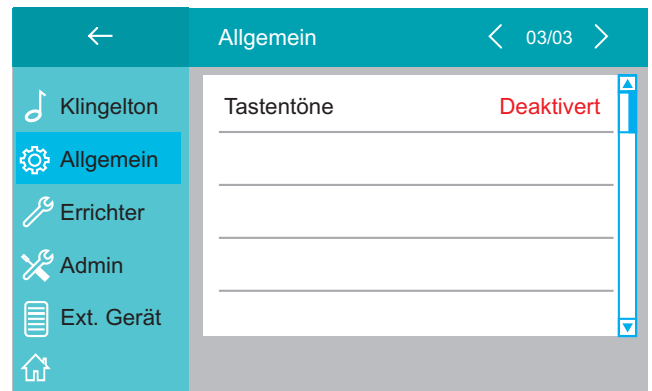 Allgemein
03/03
Klingelton
Allgemein
Errichter
Admin
Ext. Gerät
Tastentöne Deaktivert